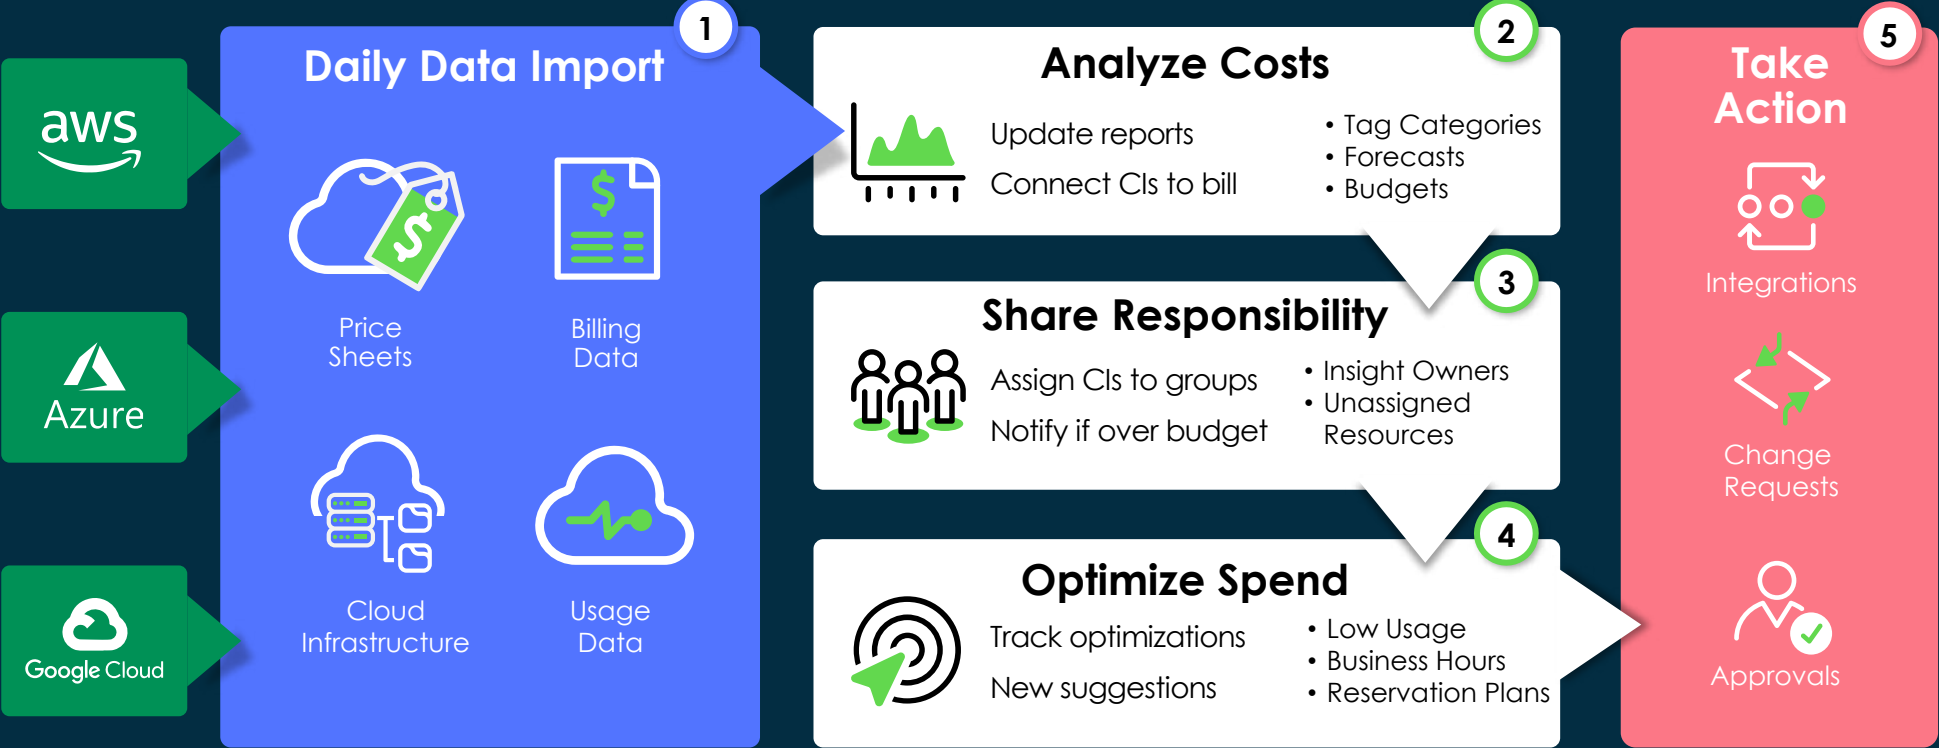 aws
Azure
Google Cloud
1
Daily Data Import
$
$
Price
Sheets
Billing
Data
Cloud
Infrastructure
Usage
Data
2
Analyze Costs
Update reports
Connect CIs to bill
• Tag Categories
• Forecasts
• Budgets
3
Share Responsibility
Assign CIs to groups
Notify if over budget
• Insight Owners
• Unassigned
Resources
4
Optimize Spend
Track optimizations
New suggestions
• Low Usage
• Business Hours
• Reservation Plans
5
Take
Action
Integrations
Change
Requests
Approvals